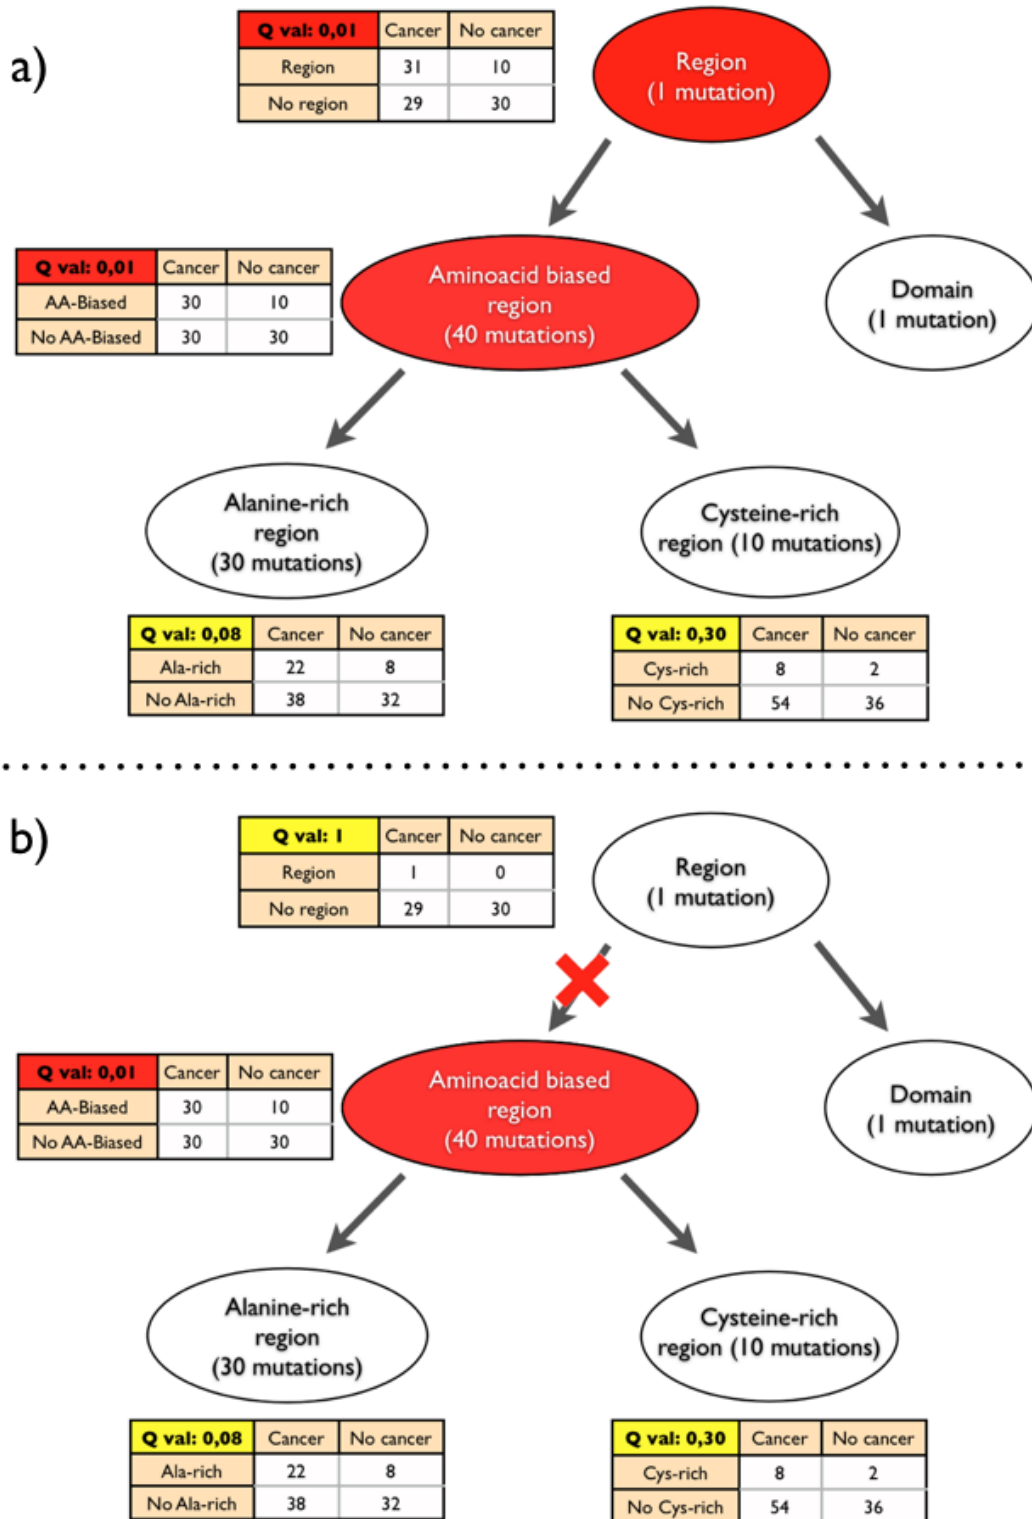 a)
Q val: 0,01 Cancer No cancer
Region 31 10
No region 29 30
Region
(1 mutation)
Q val: 0,01 Cancer No cancer
AA-Biased 30 10
No AA-Biased 30 30
Aminoacid biased
region
(40 mutations)
Domain
(1 mutation)
Alanine-rich
region
(30 mutations)
Cysteine-rich
region (10 mutations)
Q val: 0,08 Cancer No cancer
Ala-rich 22 8
No Ala-rich 38 32
Q val: 0,30 Cancer No cancer
Cys-rich 8 2
No Cys-rich 54 36
b)
Q val: 1 Cancer No cancer
Region 1 0
No region 29 30
Region
(1 mutation)
Q val: 0,01 Cancer No cancer
AA-Biased 30 10
No AA-Biased 30 30
Aminoacid biased
region
(40 mutations)
Domain
(1 mutation)
Alanine-rich
region
(30 mutations)
Cysteine-rich
region (10 mutations)
Q val: 0,08 Cancer No cancer
Ala-rich 22 8
No Ala-rich 38 32
Q val: 0,30 Cancer No cancer
Cys-rich 8 2
No Cys-rich 54 36